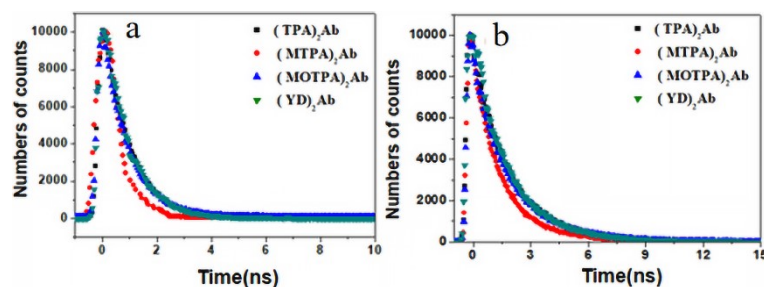 a
(TPA)₂Ab
(MTPA)₂Ab
(MOTPA)₂Ab
(YD)₂Ab
Numbers of counts
10000
8000
6000
4000
2000
0
0 2 4 6 8 10
Time(ns)
b
(TPA)₂Ab
(MTPA)₂Ab
(MOTPA)₂Ab
(YD)₂Ab
Numbers of counts
10000
8000
6000
4000
2000
0
0 3 6 9 12 15
Time(ns)